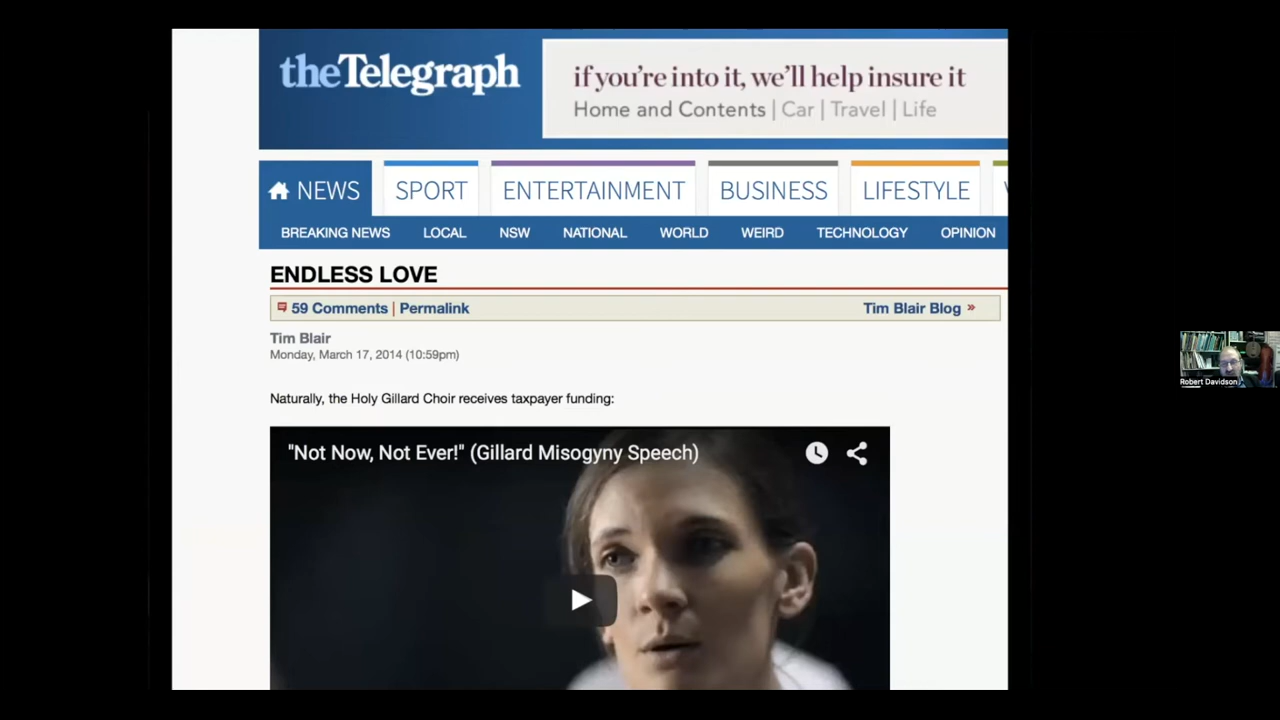 theTelegraph
if you're into it, we'll help insure it
Home and Contents | Car | Travel | Life
NEWS
SPORT
ENTERTAINMENT
BUSINESS
LIFESTYLE
BREAKING NEWS
LOCAL
NSW
NATIONAL
WORLD
WEIRD
TECHNOLOGY
OPINION
ENDLESS LOVE
59 Comments | Permalink
Tim Blair Blog »
Tim Blair
Monday, March 17, 2014 (10:59pm)
Naturally, the Holy Gillard Choir receives taxpayer funding:
"Not Now, Not Ever!" (Gillard Misogyny Speech)
Robert Davidson